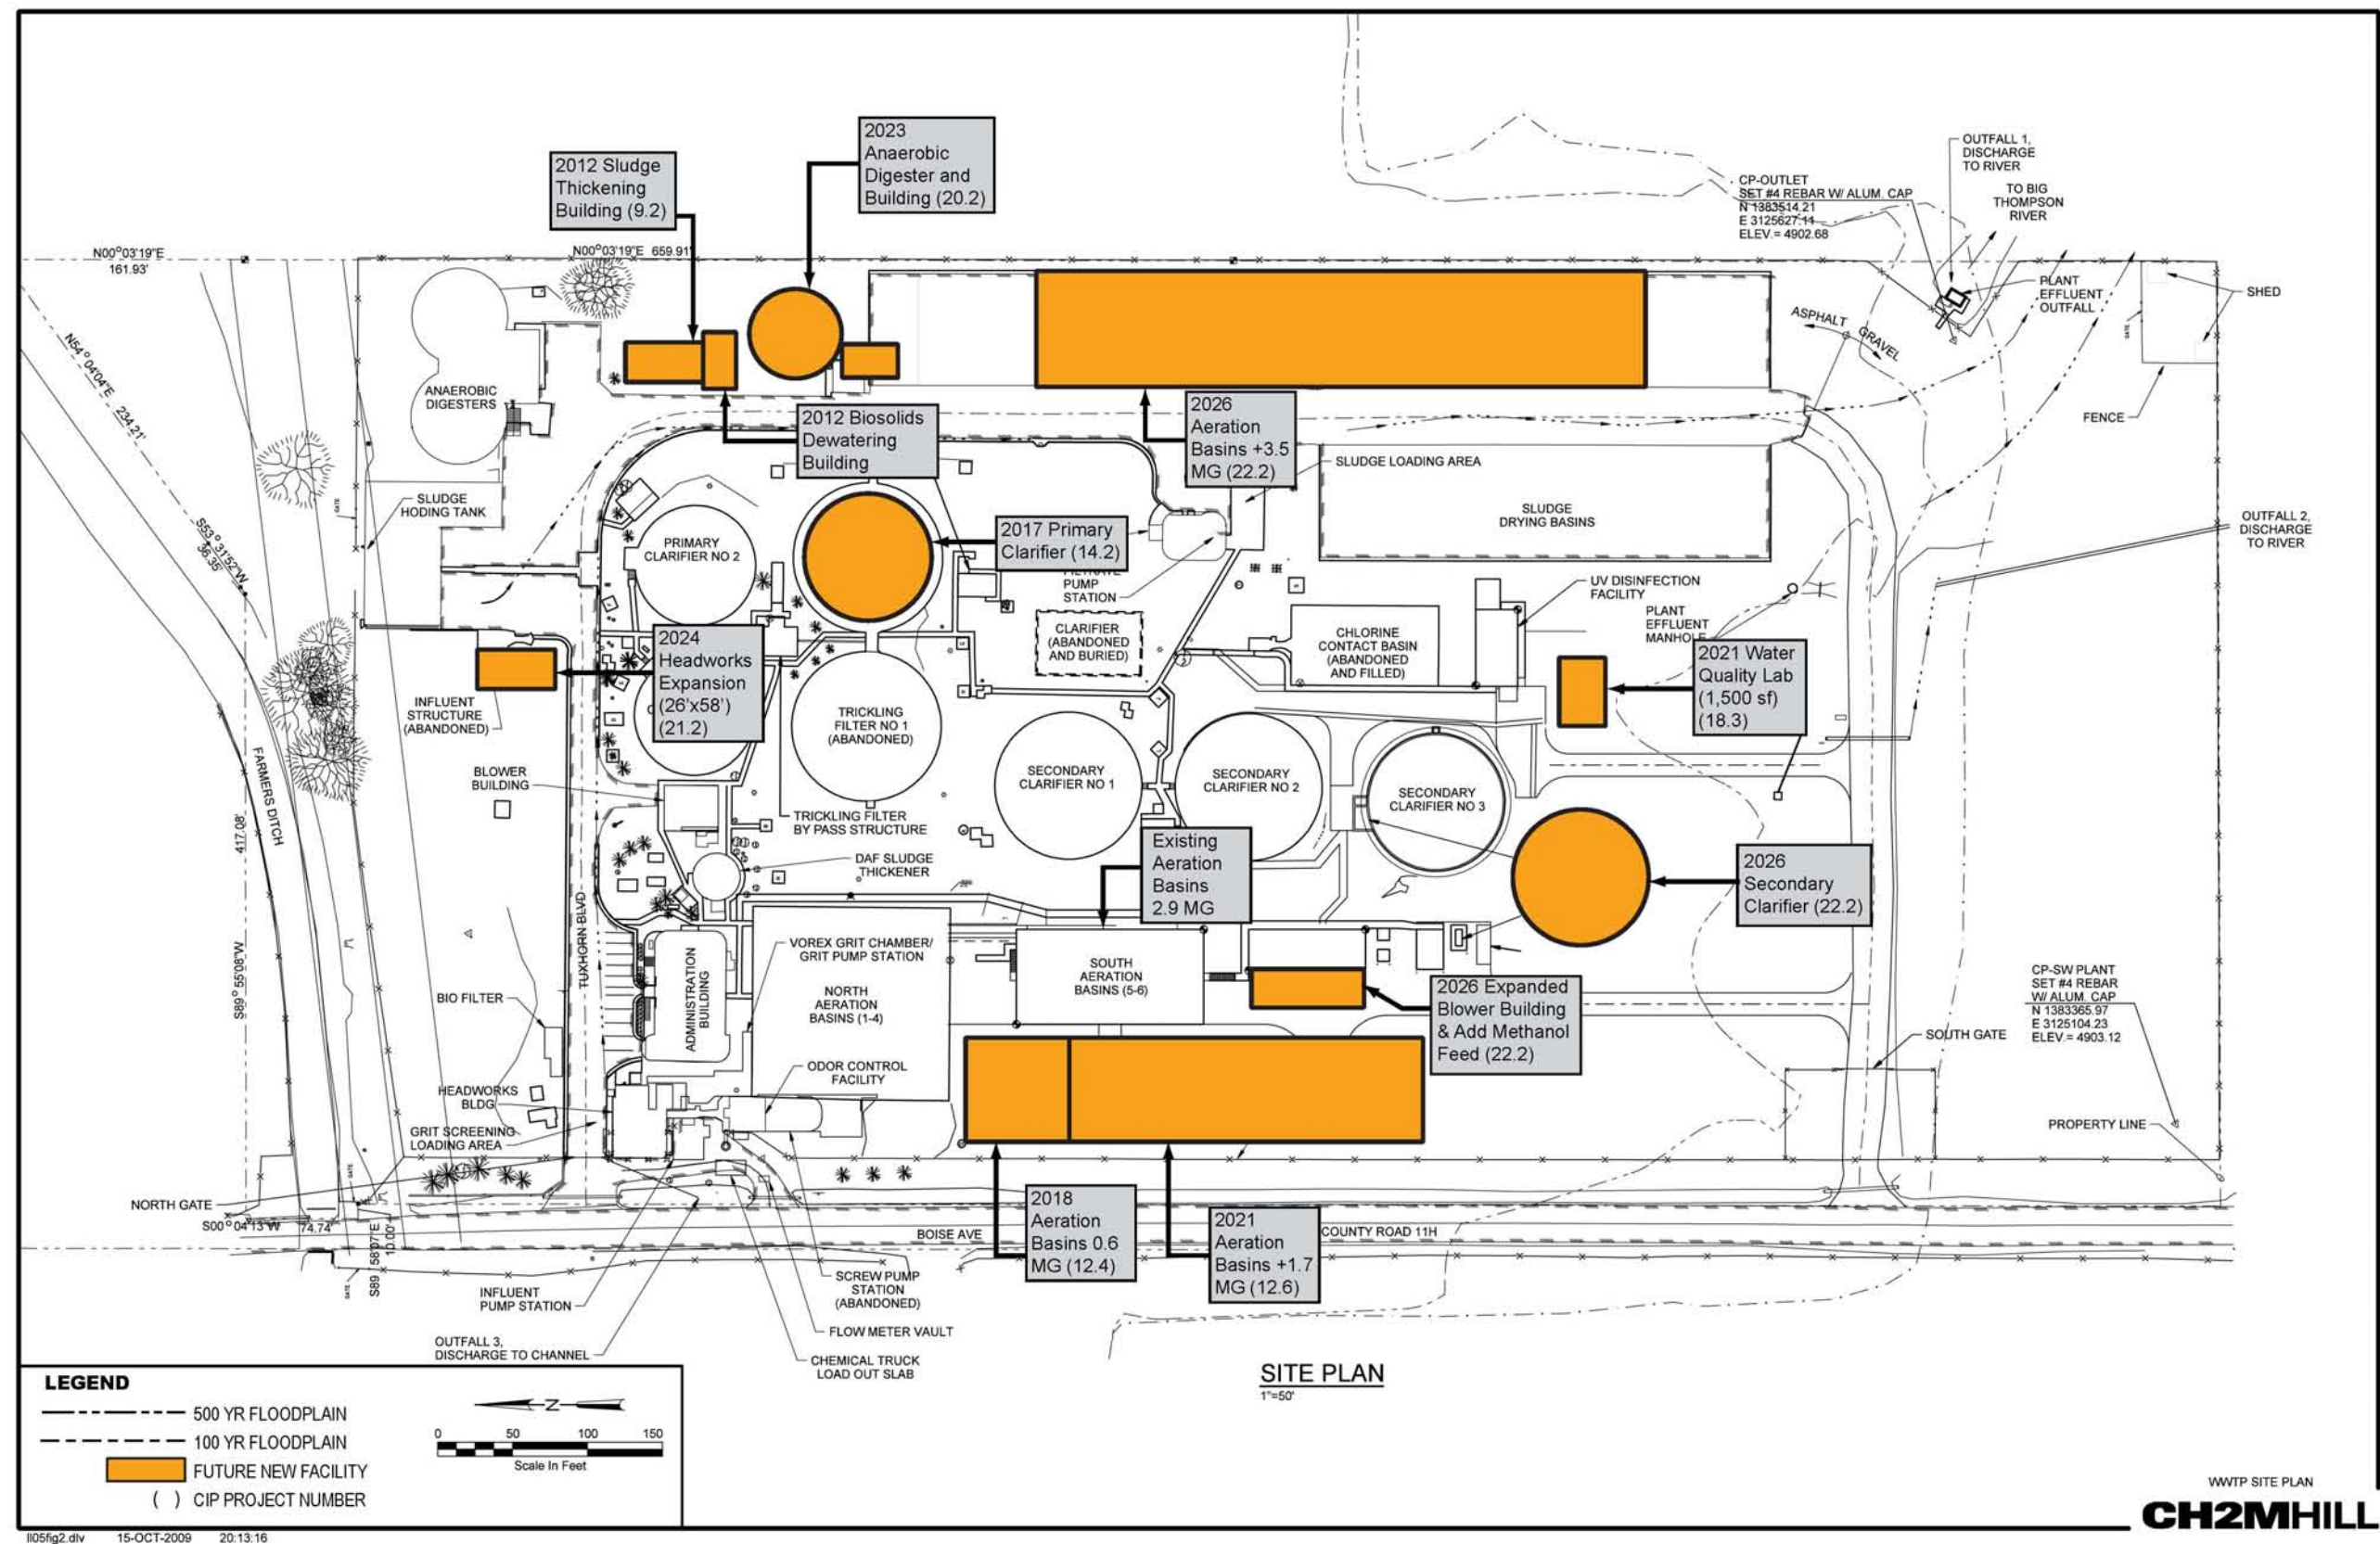 2023
Anaerobic
Digester and
Building (20.2)
2012 Sludge
Thickening
Building (9.2)
OUTFALL 1,
DISCHARGE
TO RIVER
CP-OUTLET
SET #4 REBAR W/ ALUM. CAP
N 1383514.21
E 3125627.11
ELEV.= 4902.68
TO BIG
THOMPSON
RIVER
N00°03'19"E
161.93'
N00°03'19"E 659.91'
PLANT
EFFLUENT
OUTFALL
SHED
GATE
ASPHALT
GRAVEL
FENCE
N54°04'04"E 234.21'
ANAEROBIC
DIGESTERS
2012 Biosolids
Dewatering
Building
2026
Aeration
Basins +3.5
MG (22.2)
SLUDGE LOADING AREA
SLUDGE
DRYING BASINS
SLUDGE
HODING TANK
GATE
S53°31'52"W
36.35'
PRIMARY
CLARIFIER NO 2
2017 Primary
Clarifier (14.2)
PUMP
STATION
OUTFALL 2,
DISCHARGE
TO RIVER
UV DISINFECTION
FACILITY
PLANT
EFFLUENT
MANHOLE
CLARIFIER
(ABANDONED
AND BURIED)
CHLORINE
CONTACT BASIN
(ABANDONED
AND FILLED)
2024
Headworks
Expansion
(26'x58')
(21.2)
2021 Water
Quality Lab
(1,500 sf)
(18.3)
INFLUENT
STRUCTURE
(ABANDONED)
TRICKLING
FILTER NO 1
(ABANDONED)
FARMERS DITCH
BLOWER
BUILDING
SECONDARY
CLARIFIER NO 1
SECONDARY
CLARIFIER NO 2
SECONDARY
CLARIFIER NO 3
TRICKLING FILTER
BY PASS STRUCTURE
417.08'
S89°55'08"W
Existing
Aeration
Basins
2.9 MG
DAF SLUDGE
THICKENER
2026
Secondary
Clarifier (22.2)
TUXHORN BLVD
ADMINISTRATION
BUILDING
VOREX GRIT CHAMBER/
GRIT PUMP STATION
NORTH
AERATION
BASINS (1-4)
SOUTH
AERATION
BASINS (5-6)
2026 Expanded
Blower Building
& Add Methanol
Feed (22.2)
CP-SW PLANT
SET #4 REBAR
W/ ALUM. CAP
N 1383365.97
E 3125104.23
ELEV.= 4903.12
BIO FILTER
SOUTH GATE
ODOR CONTROL
FACILITY
HEADWORKS
BLDG
GRIT SCREENING
LOADING AREA
PROPERTY LINE
GATE
NORTH GATE
S00°04'13"W 74.74'
S89°58'07"E
10.00'
GATE
BOISE AVE
COUNTY ROAD 11H
2018
Aeration
Basins 0.6
MG (12.4)
2021
Aeration
Basins +1.7
MG (12.6)
INFLUENT
PUMP STATION
SCREW PUMP
STATION
(ABANDONED)
FLOW METER VAULT
OUTFALL 3,
DISCHARGE TO CHANNEL
CHEMICAL TRUCK
LOAD OUT SLAB
SITE PLAN
1"=50'
LEGEND
500 YR FLOODPLAIN
100 YR FLOODPLAIN
FUTURE NEW FACILITY
( ) CIP PROJECT NUMBER
N
0 50 100 150
Scale In Feet
WWTP SITE PLAN
CH2MHILL
15-OCT-2009 20:13:16